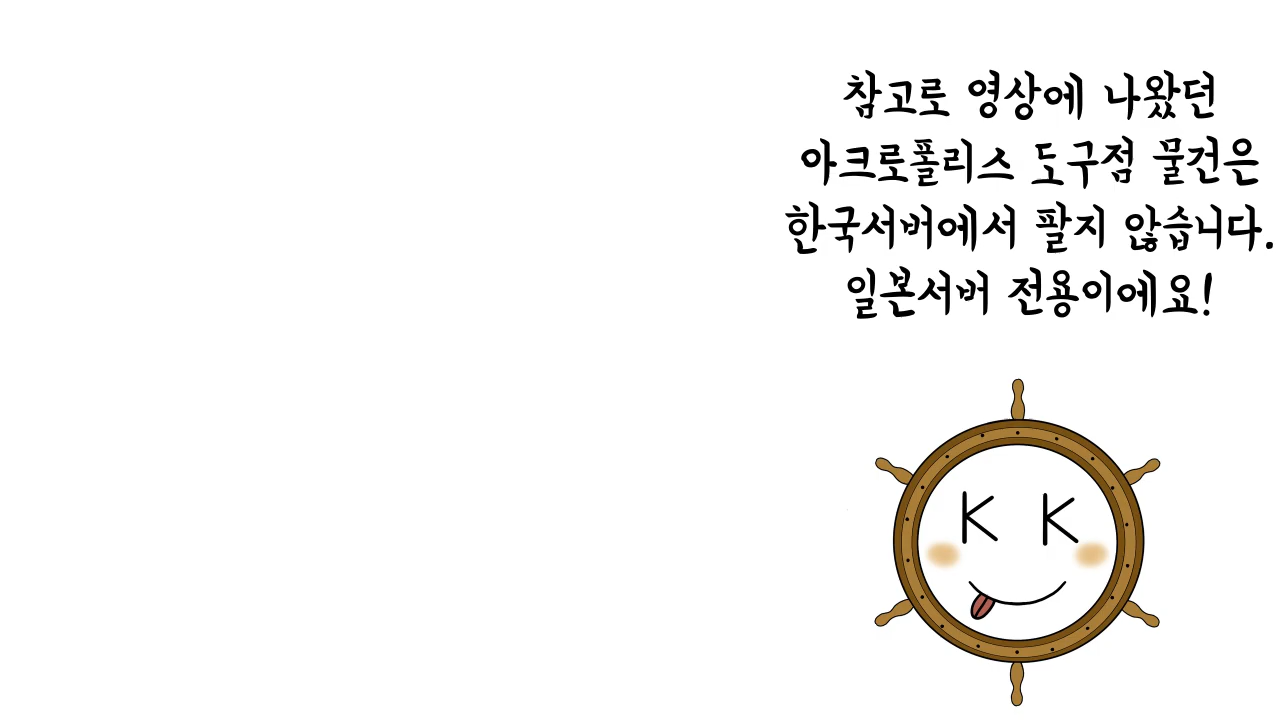 참고로 영상에 나왔던
아크로폴리스 도구점 물건은
한국서버에서 팔지 않습니다.
일본서버 전용이에요!
K K